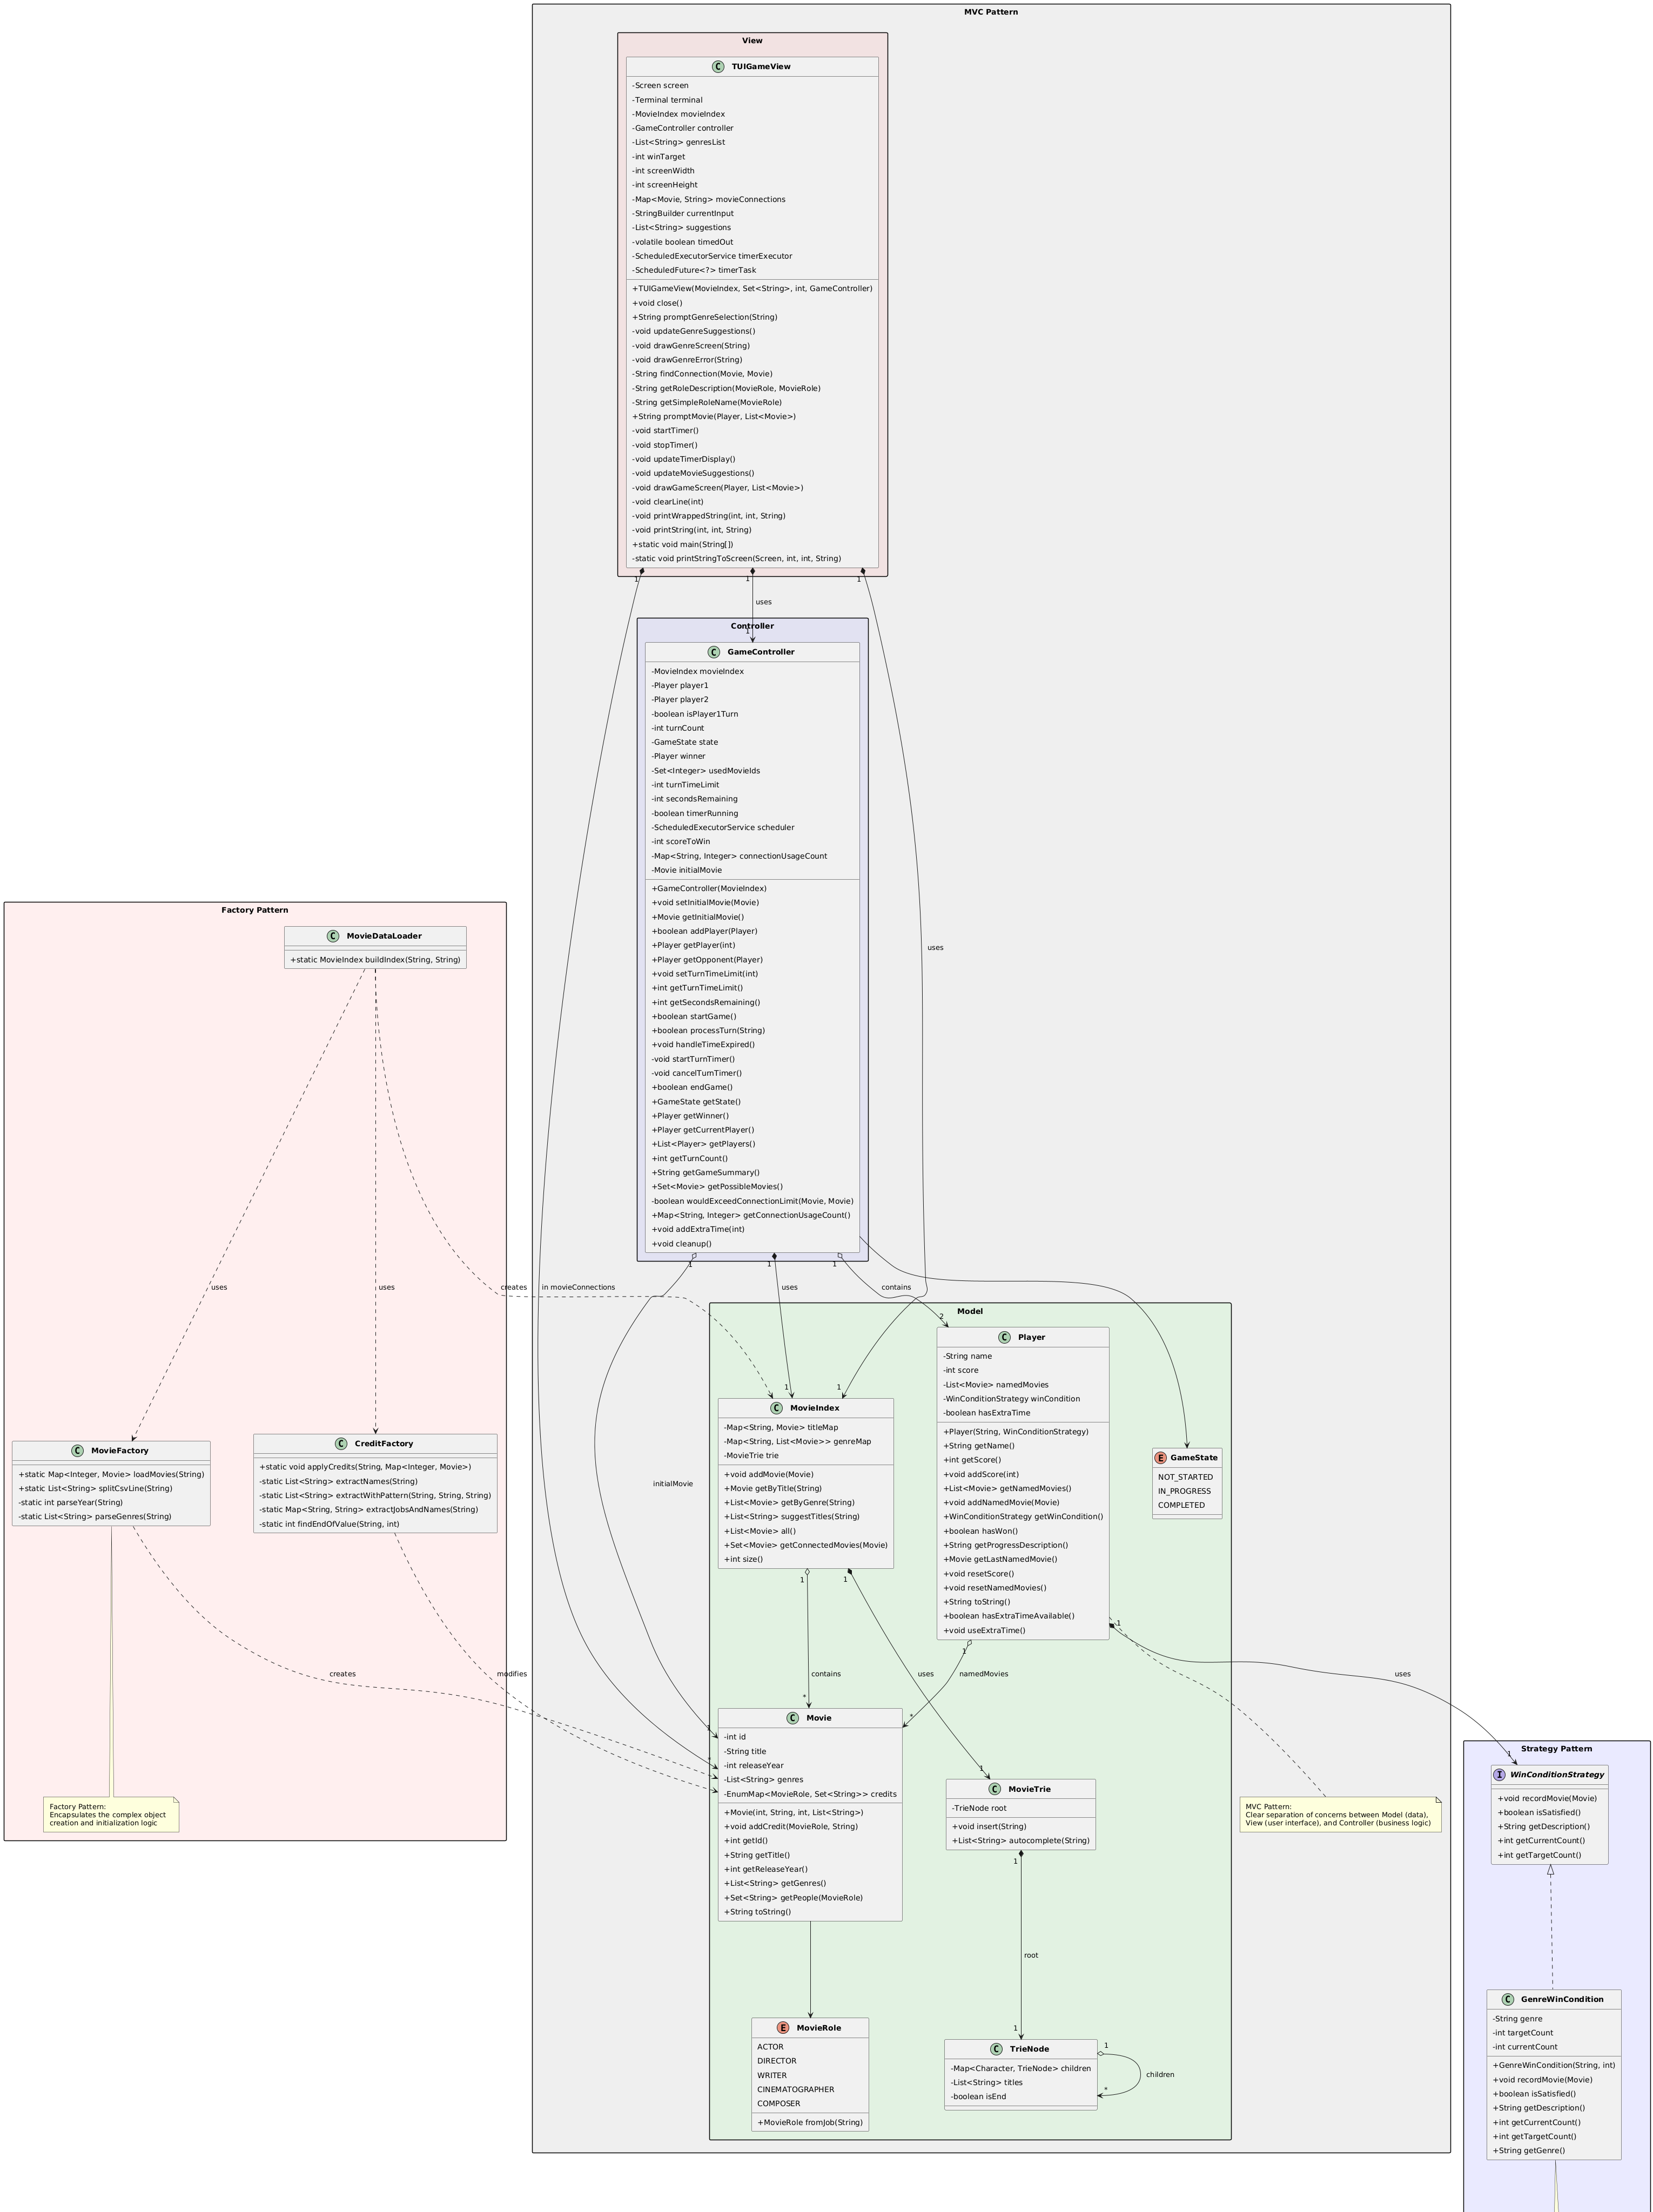 MVC Pattern
View
C TUIGameView
-Screen screen
-Terminal terminal
-MovieIndex movieIndex
-GameController controller
-List<String> genresList
-int winTarget
-int screenWidth
-int screenHeight
-Map<Movie, String> movieConnections
-StringBuilder currentInput
-List<String> suggestions
-volatile boolean timedOut
-ScheduledExecutorService timerExecutor
-ScheduledFuture<?> timerTask
+TUIGameView(MovieIndex, Set<String>, int, GameController)
+void close()
+String promptGenreSelection(String)
-void updateGenreSuggestions()
-void drawGenreScreen(String)
-void drawGenreError(String)
-String findConnection(Movie, Movie)
-String getRoleDescription(MovieRole, MovieRole)
-String getSimpleRoleName(MovieRole)
+String promptMovie(Player, List<Movie>)
-void startTimer()
-void stopTimer()
-void updateTimerDisplay()
-void updateMovieSuggestions()
-void drawGameScreen(Player, List<Movie>)
-void clearLine(int)
-void printWrappedString(int, int, String)
-void printString(int, int, String)
+static void main(String[])
-static void printStringToScreen(Screen, int, int, String)
1
1
1
uses
Controller
1
C GameController
-MovieIndex movieIndex
-Player player1
-Player player2
-boolean isPlayer1Turn
-int turnCount
-GameState state
-Player winner
-Set<Integer> usedMovieIds
-int turnTimeLimit
-int secondsRemaining
-boolean timerRunning
-ScheduledExecutorService scheduler
-int scoreToWin
-Map<String, Integer> connectionUsageCount
-Movie initialMovie
+GameController(MovieIndex)
+void setInitialMovie(Movie)
+Movie getInitialMovie()
+boolean addPlayer(Player)
+Player getPlayer(int)
+Player getOpponent(Player)
+void setTurnTimeLimit(int)
+int getTurnTimeLimit()
+int getSecondsRemaining()
+boolean startGame()
+boolean processTurn(String)
+void handleTimeExpired()
-void startTurnTimer()
-void cancelTurnTimer()
+boolean endGame()
+GameState getState()
+Player getWinner()
+Player getCurrentPlayer()
+List<Player> getPlayers()
+int getTurnCount()
+String getGameSummary()
+Set<Movie> getPossibleMovies()
-boolean wouldExceedConnectionLimit(Movie, Movie)
+Map<String, Integer> getConnectionUsageCount()
+void addExtraTime(int)
+void cleanup()
uses
1
1
1
Factory Pattern
C MovieDataLoader
+static MovieIndex buildIndex(String, String)
uses
uses
creates
in movieConnections
uses
contains
C MovieFactory
+static Map<Integer, Movie> loadMovies(String)
+static List<String> splitCsvLine(String)
-static int parseYear(String)
-static List<String> parseGenres(String)
C CreditFactory
+static void applyCredits(String, Map<Integer, Movie>)
-static List<String> extractNames(String)
-static List<String> extractWithPattern(String, String, String)
-static Map<String, String> extractJobsAndNames(String)
-static int findEndOfValue(String, int)
Factory Pattern:
Encapsulates the complex object
creation and initialization logic
creates
modifies
initialMovie
Model
2
C Player
-String name
-int score
-List<Movie> namedMovies
-WinConditionStrategy winCondition
-boolean hasExtraTime
+Player(String, WinConditionStrategy)
+String getName()
+int getScore()
+void addScore(int)
+List<Movie> getNamedMovies()
+void addNamedMovie(Movie)
+WinConditionStrategy getWinCondition()
+boolean hasWon()
+String getProgressDescription()
+Movie getLastNamedMovie()
+void resetScore()
+void resetNamedMovies()
+String toString()
+boolean hasExtraTimeAvailable()
+void useExtraTime()
1
1
C MovieIndex
-Map<String, Movie> titleMap
-Map<String, List<Movie>> genreMap
-MovieTrie trie
+void addMovie(Movie)
+Movie getByTitle(String)
+List<Movie> getByGenre(String)
+List<String> suggestTitles(String)
+List<Movie> all()
+Set<Movie> getConnectedMovies(Movie)
+int size()
E GameState
NOT_STARTED
IN_PROGRESS
COMPLETED
1
1
1
1
contains
uses
namedMovies
uses
*
*
1
*
C Movie
-int id
-String title
-int releaseYear
-List<String> genres
-EnumMap<MovieRole, Set<String>> credits
+Movie(int, String, int, List<String>)
+void addCredit(MovieRole, String)
+int getId()
+String getTitle()
+int getReleaseYear()
+List<String> getGenres()
+Set<String> getPeople(MovieRole)
+String toString()
1
C MovieTrie
-TrieNode root
+void insert(String)
+List<String> autocomplete(String)
1
root
1
MVC Pattern:
Clear separation of concerns between Model (data),
View (user interface), and Controller (business logic)
E MovieRole
ACTOR
DIRECTOR
WRITER
CINEMATOGRAPHER
COMPOSER
+MovieRole fromJob(String)
C TrieNode
-Map<Character, TrieNode> children
-List<String> titles
-boolean isEnd
1
*
children
Strategy Pattern
1
I WinConditionStrategy
+void recordMovie(Movie)
+boolean isSatisfied()
+String getDescription()
+int getCurrentCount()
+int getTargetCount()
C GenreWinCondition
-String genre
-int targetCount
-int currentCount
+GenreWinCondition(String, int)
+void recordMovie(Movie)
+boolean isSatisfied()
+String getDescription()
+int getCurrentCount()
+int getTargetCount()
+String getGenre()